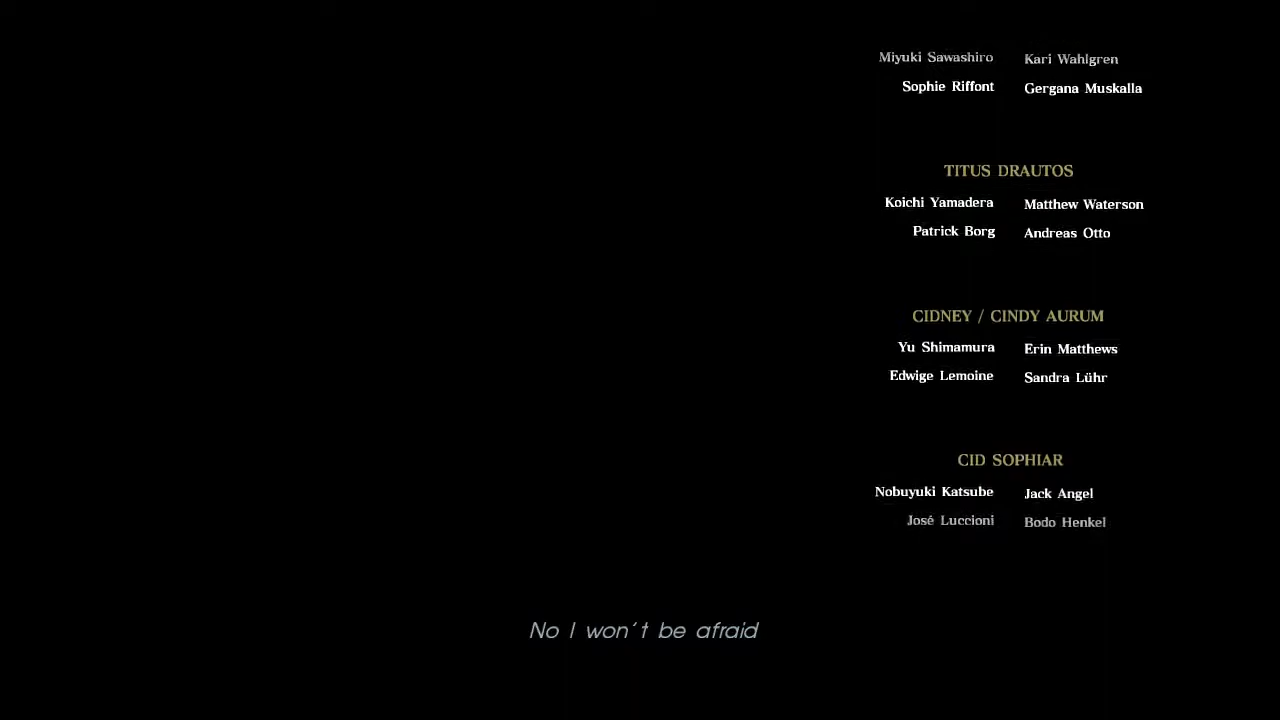 Miyuki Sawashiro Kari Wahlgren
Sophie Riffont Gergana Muskalla
TITUS DRAUTOS
Koichi Yamadera Matthew Waterson
Patrick Borg Andreas Otto
CIDNEY / CINDY AURUM
Yu Shimamura Erin Matthews
Edwige Lemoine Sandra Lühr
CID SOPHIAR
Nobuyuki Katsube Jack Angel
José Luccioni Bodo Henkel
No I won't be afraid